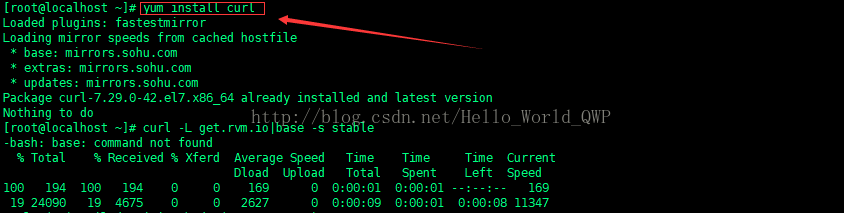 [root@localhost ~]# yum install curl
Loaded plugins: fastestmirror
Loading mirror speeds from cached hostfile
 * base: mirrors.sohu.com
 * extras: mirrors.sohu.com
 * updates: mirrors.sohu.com
Package curl-7.29.0-42.el7.x86_64 already installed and latest version
Nothing to do
http://blog.csdn.net/Hello_World_QWP
[root@localhost ~]# curl -L get.rvm.io|base -s stable
-bash: base: command not found
  % Total    % Received % Xferd  Average Speed   Time    Time     Time  Current
                                 Dload  Upload   Total   Spent    Left  Speed
100   194  100   194    0     0    169      0  0:00:01  0:00:01 --:--:--   169
 19 24090   19  4675    0     0   2627      0  0:00:09  0:00:01  0:00:08 11347